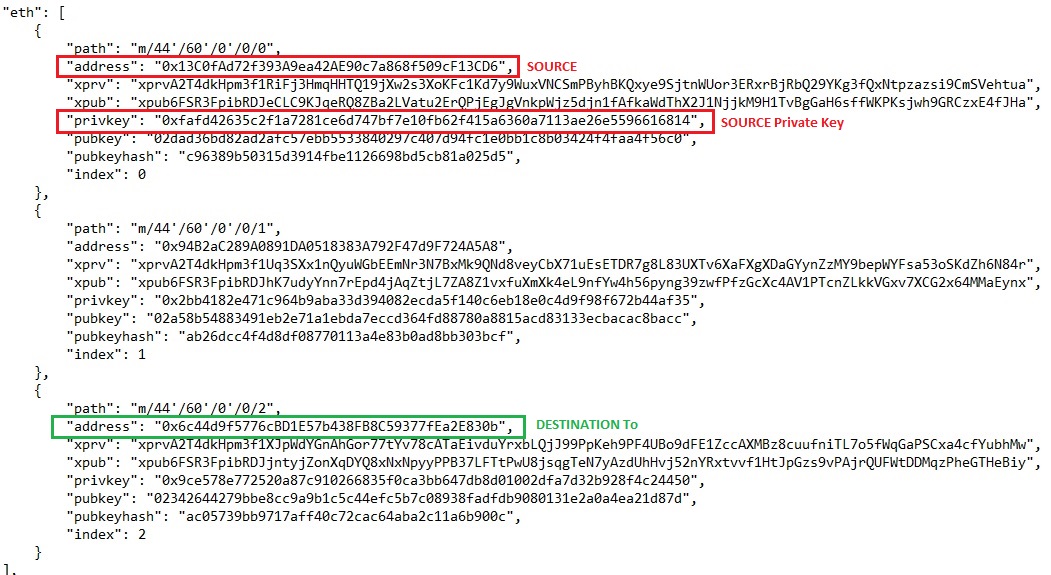 "eth": [
{
"path": "m/44'/60'/0'/0/0",
"address": "0x13C0fAd72f393A9ea42AE90c7a868f509cF13CD6", SOURCE
"xprv": "xprvA2T4dkHpm3f1RiFj3HmqHHTQ19jXw2s3XoKFc1Kd7y9WuxVNCSmPByhBKQxye9SjtnWUor3ERxrBjRbQ29YKg3fQxNtpzazsi9CmSVehtua",
"xpub": "xpub6FSR3FpibRDJeCLC9KJqeRQ8ZBa2LVatu2ErQPjEgJgVnkpWjz5djn1fAfkaWdThX2J1NjjkM9H1TvBgGaH6sffWKPKsjwh9GRCzxE4fJHa",
"privkey": "0xfafd42635c2f1a7281ce6d747bf7e10fb62f415a6360a7113ae26e5596616814", SOURCE Private Key
"pubkey": "02dad36bd82ad2afc57ebb5533840297c407d94fc1e0bb1c8b03424f4faa4f56c0",
"pubkeyhash": "c96389b50315d3914fbe1126698bd5cb81a025d5",
"index": 0
},
{
"path": "m/44'/60'/0'/0/1",
"address": "0x94B2aC289A0891DA0518383A792F47d9F724A5A8",
"xprv": "xprvA2T4dkHpm3f1Uq3SXx1nQyuWGbEEmNr3N7BxMk9QNd8veyCbX71uEsETDR7g8L83UXTv6XaFXgXDaGYynZzMY9bepWYFsa53oSKdZh6N84r",
"xpub": "xpub6FSR3FpibRDJhK7udyYnn7rEpd4jAqZtjL7ZA8Z1vxfuXmXk4eL9nfYw4h56pyng39zwfPfzGcXc4AV1PTcnZLkkVGxv7XCG2x64MMaEynx",
"privkey": "0x2bb4182e471c964b9aba33d394082ecda5f140c6eb18e0c4d9f98f672b44af35",
"pubkey": "02a58b54883491eb2e71a1ebda7eccd364fd88780a8815acd83133ecbacac8bacc",
"pubkeyhash": "ab26dcc4f4d8df08770113a4e83b0ad8bb303bcf",
"index": 1
},
{
"path": "m/44'/60'/0'/0/2",
"address": "0x6c44d9f5776cBD1E57b438FB8C59377fEa2E830b", DESTINATION To
"xprv": "xprvA2T4dkHpm3f1XJpWdYGnAhGor77tYv78cATaEivduYrxbLQjJ99PpKeh9PF4UBo9dFE1ZccAXMBz8cuufniTL7o5fWqGaPSCxa4cfYubhMw",
"xpub": "xpub6FSR3FpibRDJjntyjZonXqDYQ8xNxNpyyPPB37LFTtPwU8jsqgTeN7yAzdUhHvj52nYRxtvvf1HtJpGzs9vPAjrQUFWtDDMqzPheGTHeBiy",
"privkey": "0x9ce578e772520a87c910266835f0ca3bb647db8d01002dfa7d32b928f4c24450",
"pubkey": "02342644279bbe8cc9a9b1c5c44efc5b7c08938fadfdb9080131e2a0a4ea21d87d",
"pubkeyhash": "ac05739bb9717aff40c72cac64aba2c11a6b900c",
"index": 2
}
],